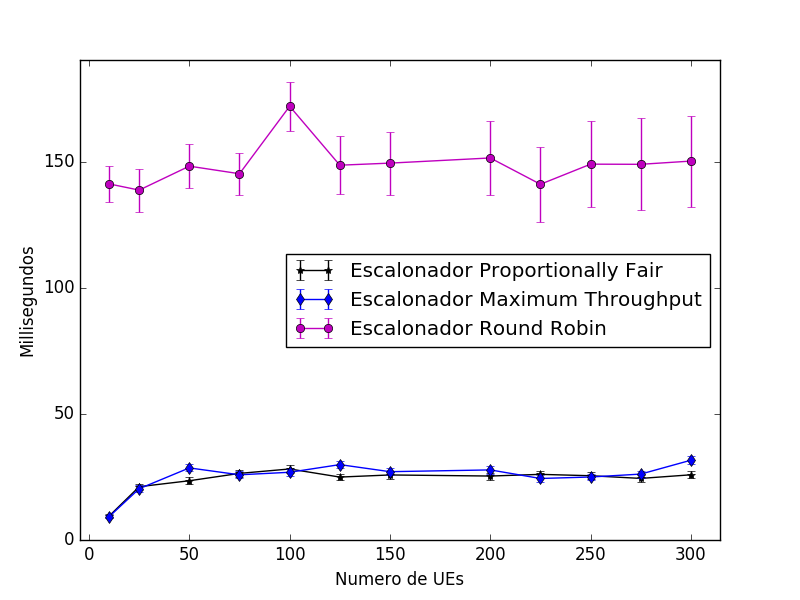 150
100
50
0
Millisegundos
Escalonador Proportionally Fair
Escalonador Maximum Throughput
Escalonador Round Robin
0 50 100 150 200 250 300
Numero de UEs